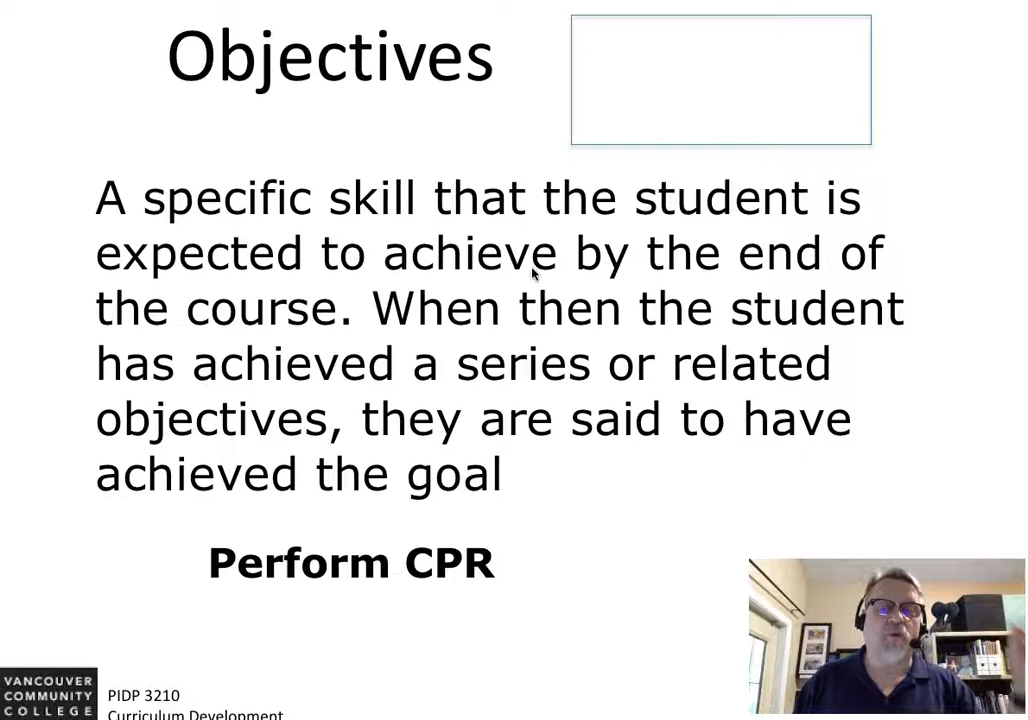 Objectives
A specific skill that the student is
expected to achieve by the end of
the course. When then the student
has achieved a series or related
objectives, they are said to have
achieved the goal
Perform CPR
VANCOUVER
COMMUNITY
COLLEGE
PIDP 3210
Curriculum Development